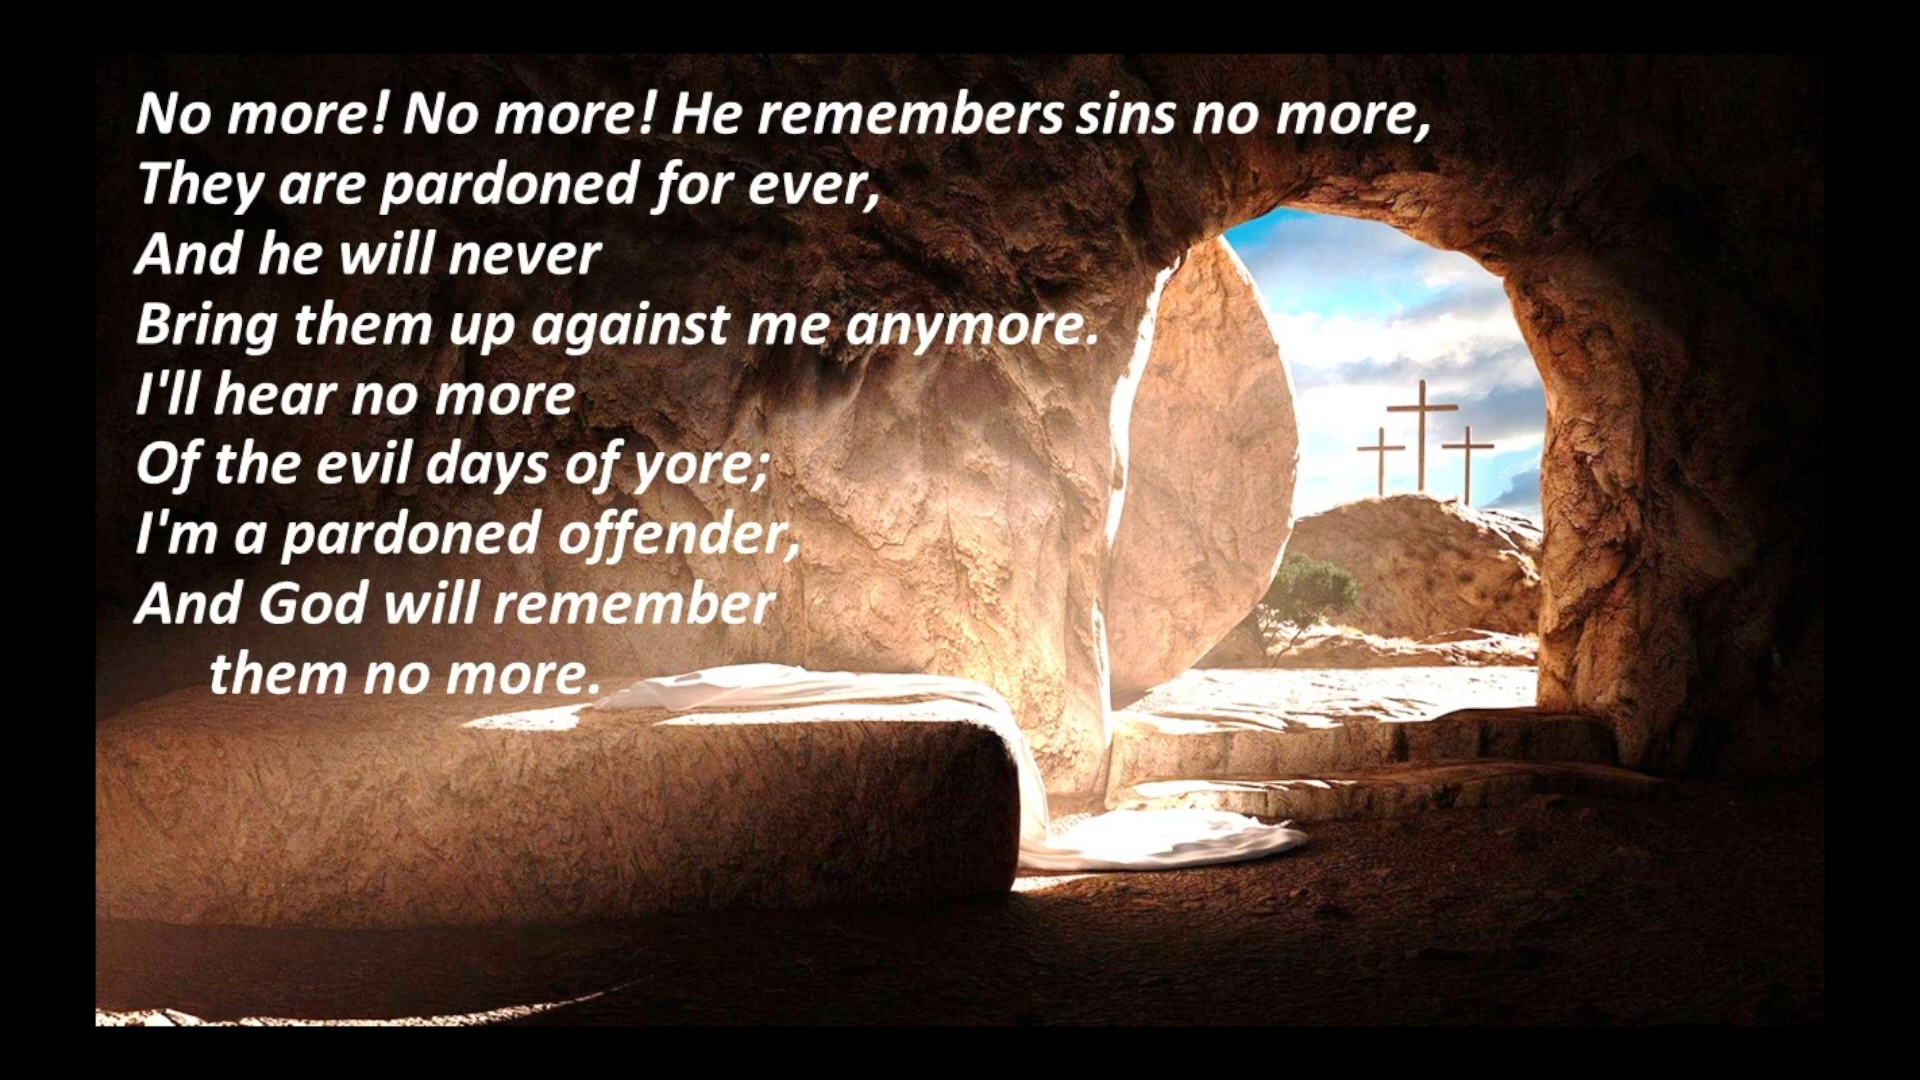 No more! No more! He remembers sins no more,
They are pardoned for ever,
And he will never
Bring them up against me anymore.
I'll hear no more
Of the evil days of yore;
I'm a pardoned offender,
And God will remember
them no more.